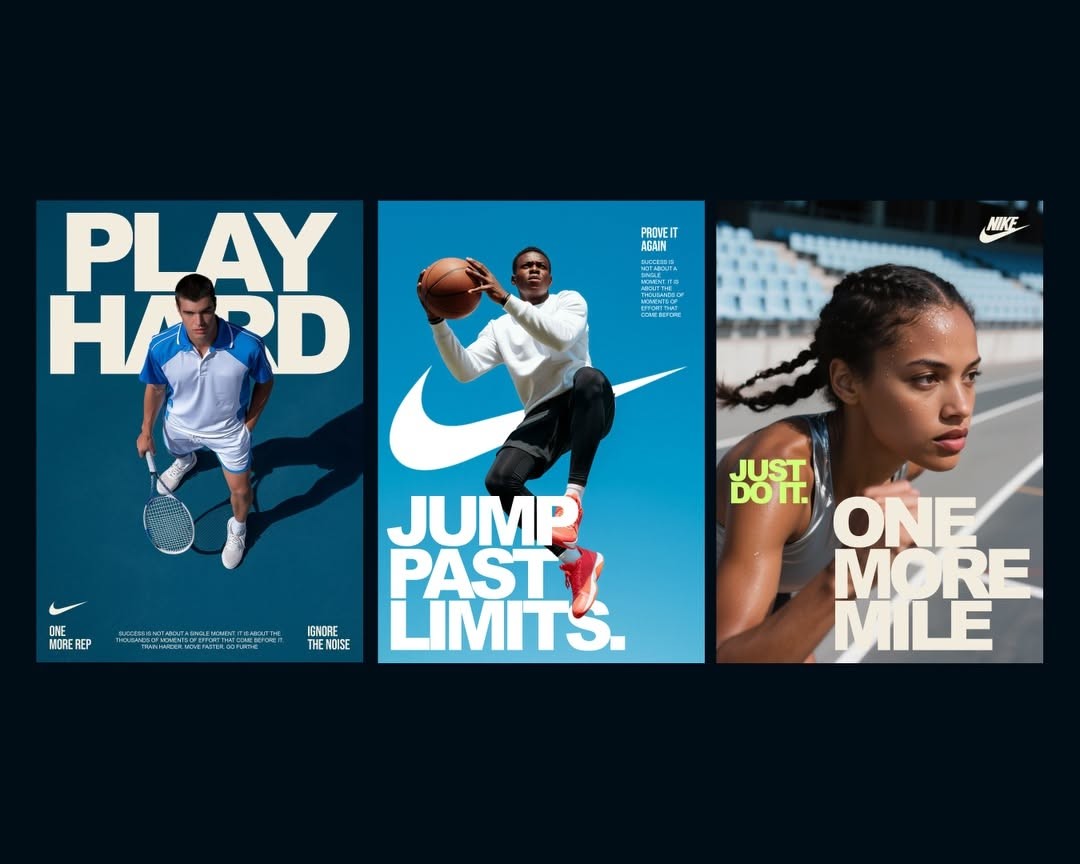 PLAY
HARD
ONE
MORE REP
SUCCESS IS NOT ABOUT A SINGLE MOMENT. IT IS ABOUT THE
THOUSANDS OF MOMENTS OF EFFORT THAT COME BEFORE IT.
TRAIN HARDER. MOVE FASTER. GO FURTHE
IGNORE
THE NOISE
PROVE IT
AGAIN
SUCCESS IS
NOT ABOUT A
SINGLE
MOMENT. IT IS
ABOUT THE
THOUSANDS OF
MOMENTS OF
EFFORT THAT
COME BEFORE
JUMP
PAST
LIMITS.
NIKE
JUST
DO IT.
ONE
MORE
MILE